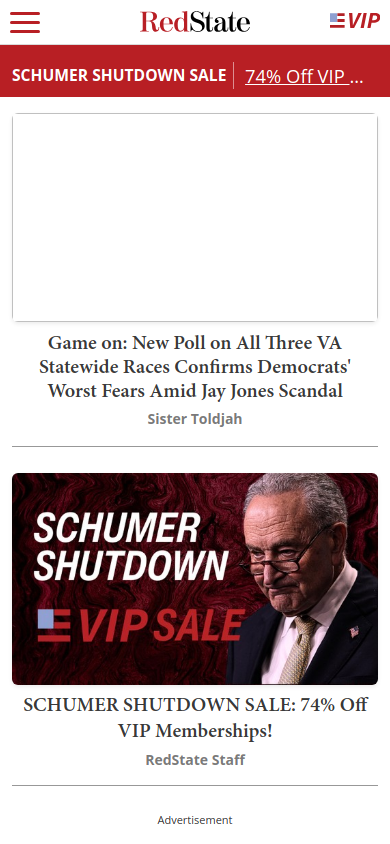 RedState
VIP
SCHUMER SHUTDOWN SALE
74% Off VIP ...
Game on: New Poll on All Three VA
Statewide Races Confirms Democrats'
Worst Fears Amid Jay Jones Scandal
Sister Toldjah
SCHUMER
SHUTDOWN
VIP SALE
SCHUMER SHUTDOWN SALE: 74% Off
VIP Memberships!
RedState Staff
Advertisement